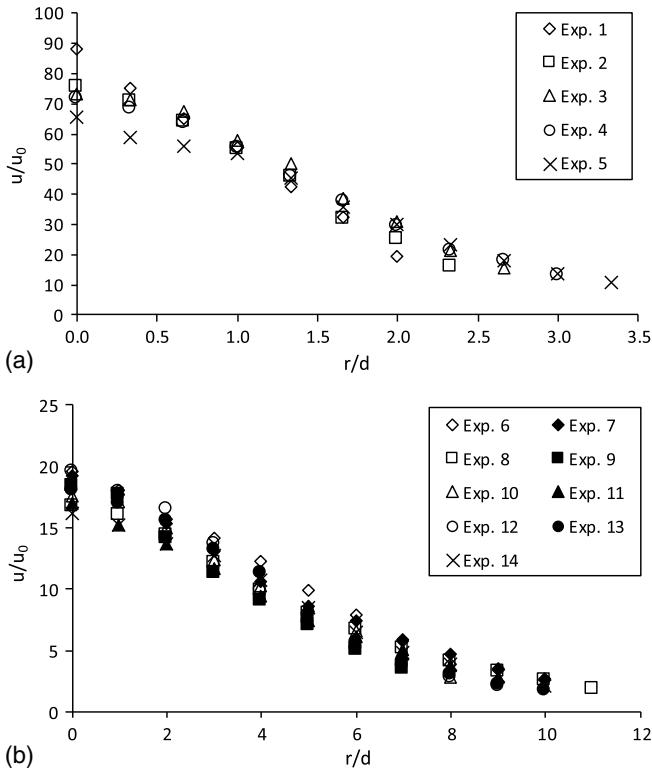 100
90
80
70
60
50
40
30
20
10
0
u/u0
0.0 0.5 1.0 1.5 2.0 2.5 3.0 3.5
r/d
Exp. 1
Exp. 2
Exp. 3
Exp. 4
Exp. 5
(a)
25
20
15
10
5
0
u/u0
0 2 4 6 8 10 12
r/d
Exp. 6 Exp. 7
Exp. 8 Exp. 9
Exp. 10 Exp. 11
Exp. 12 Exp. 13
Exp. 14
(b)